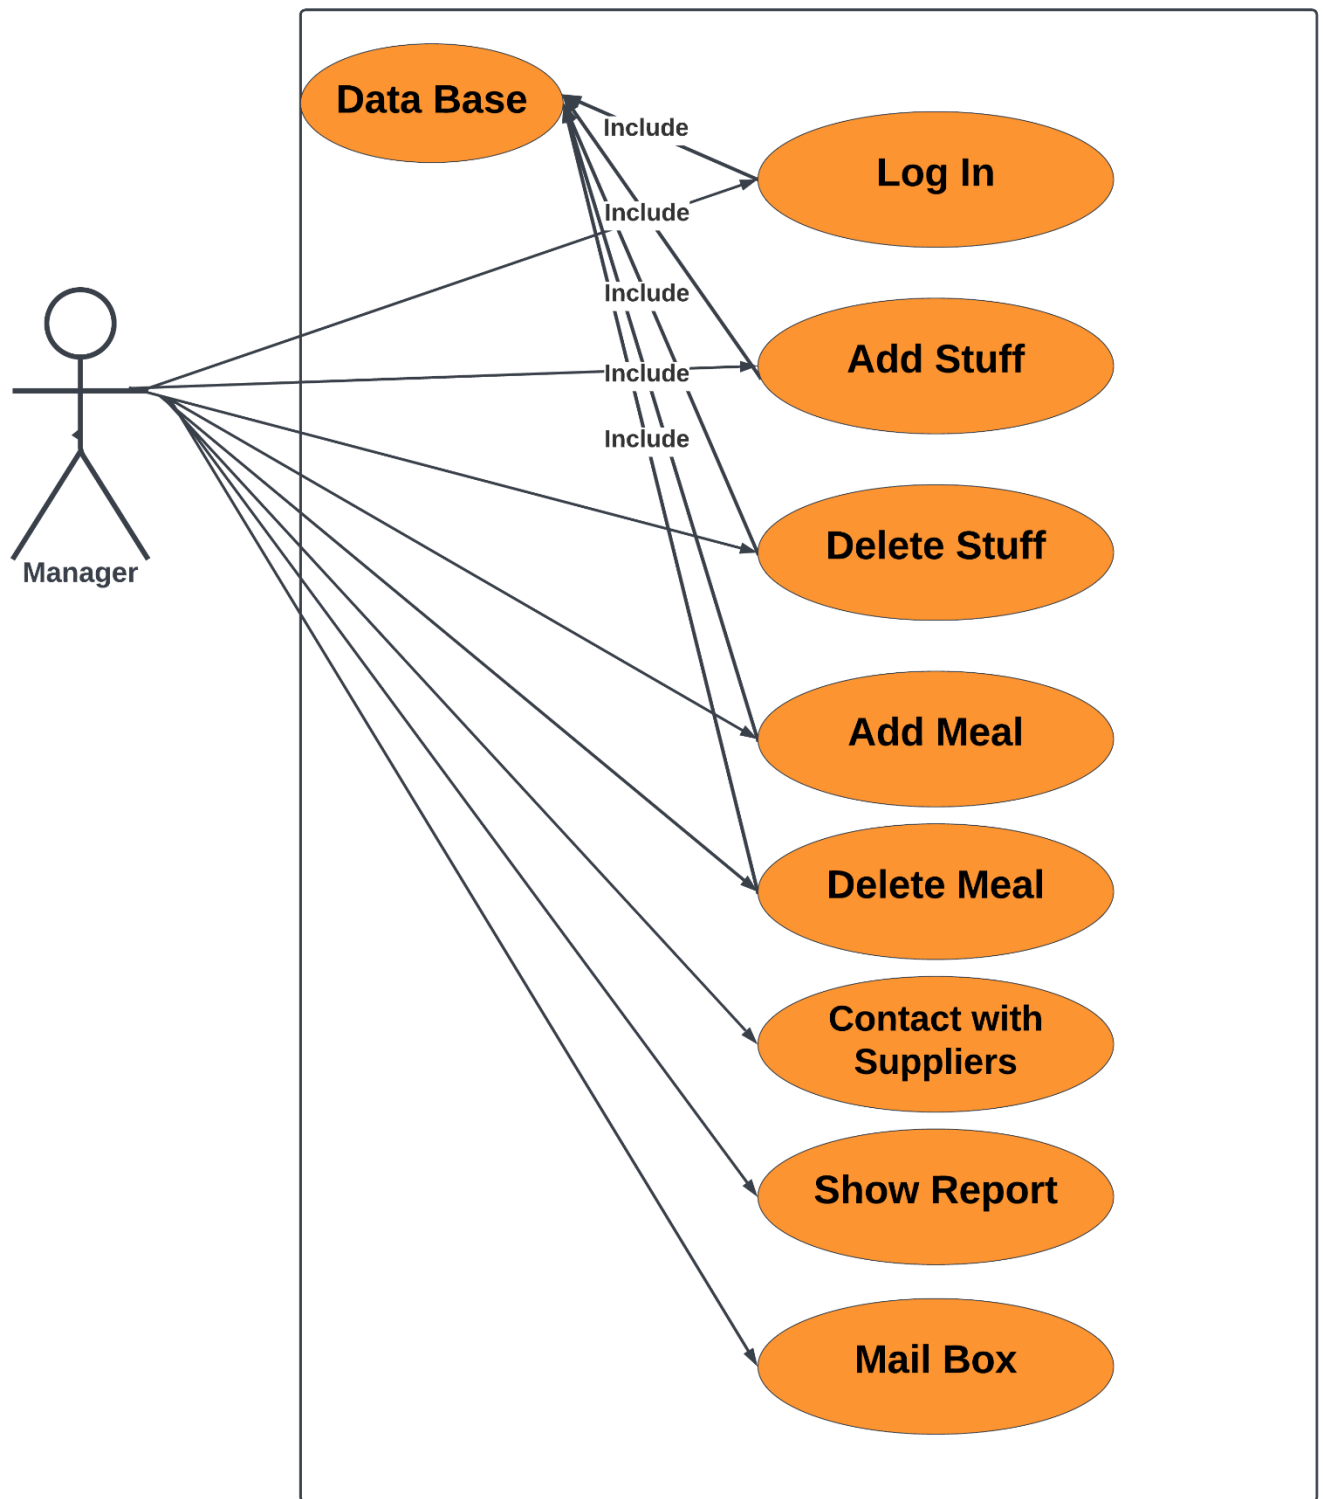 Data Base
Include
Log In
Include
Include
Add Stuff
Include
Include
Delete Stuff
Manager
Add Meal
Delete Meal
Contact with
Suppliers
Show Report
Mail Box